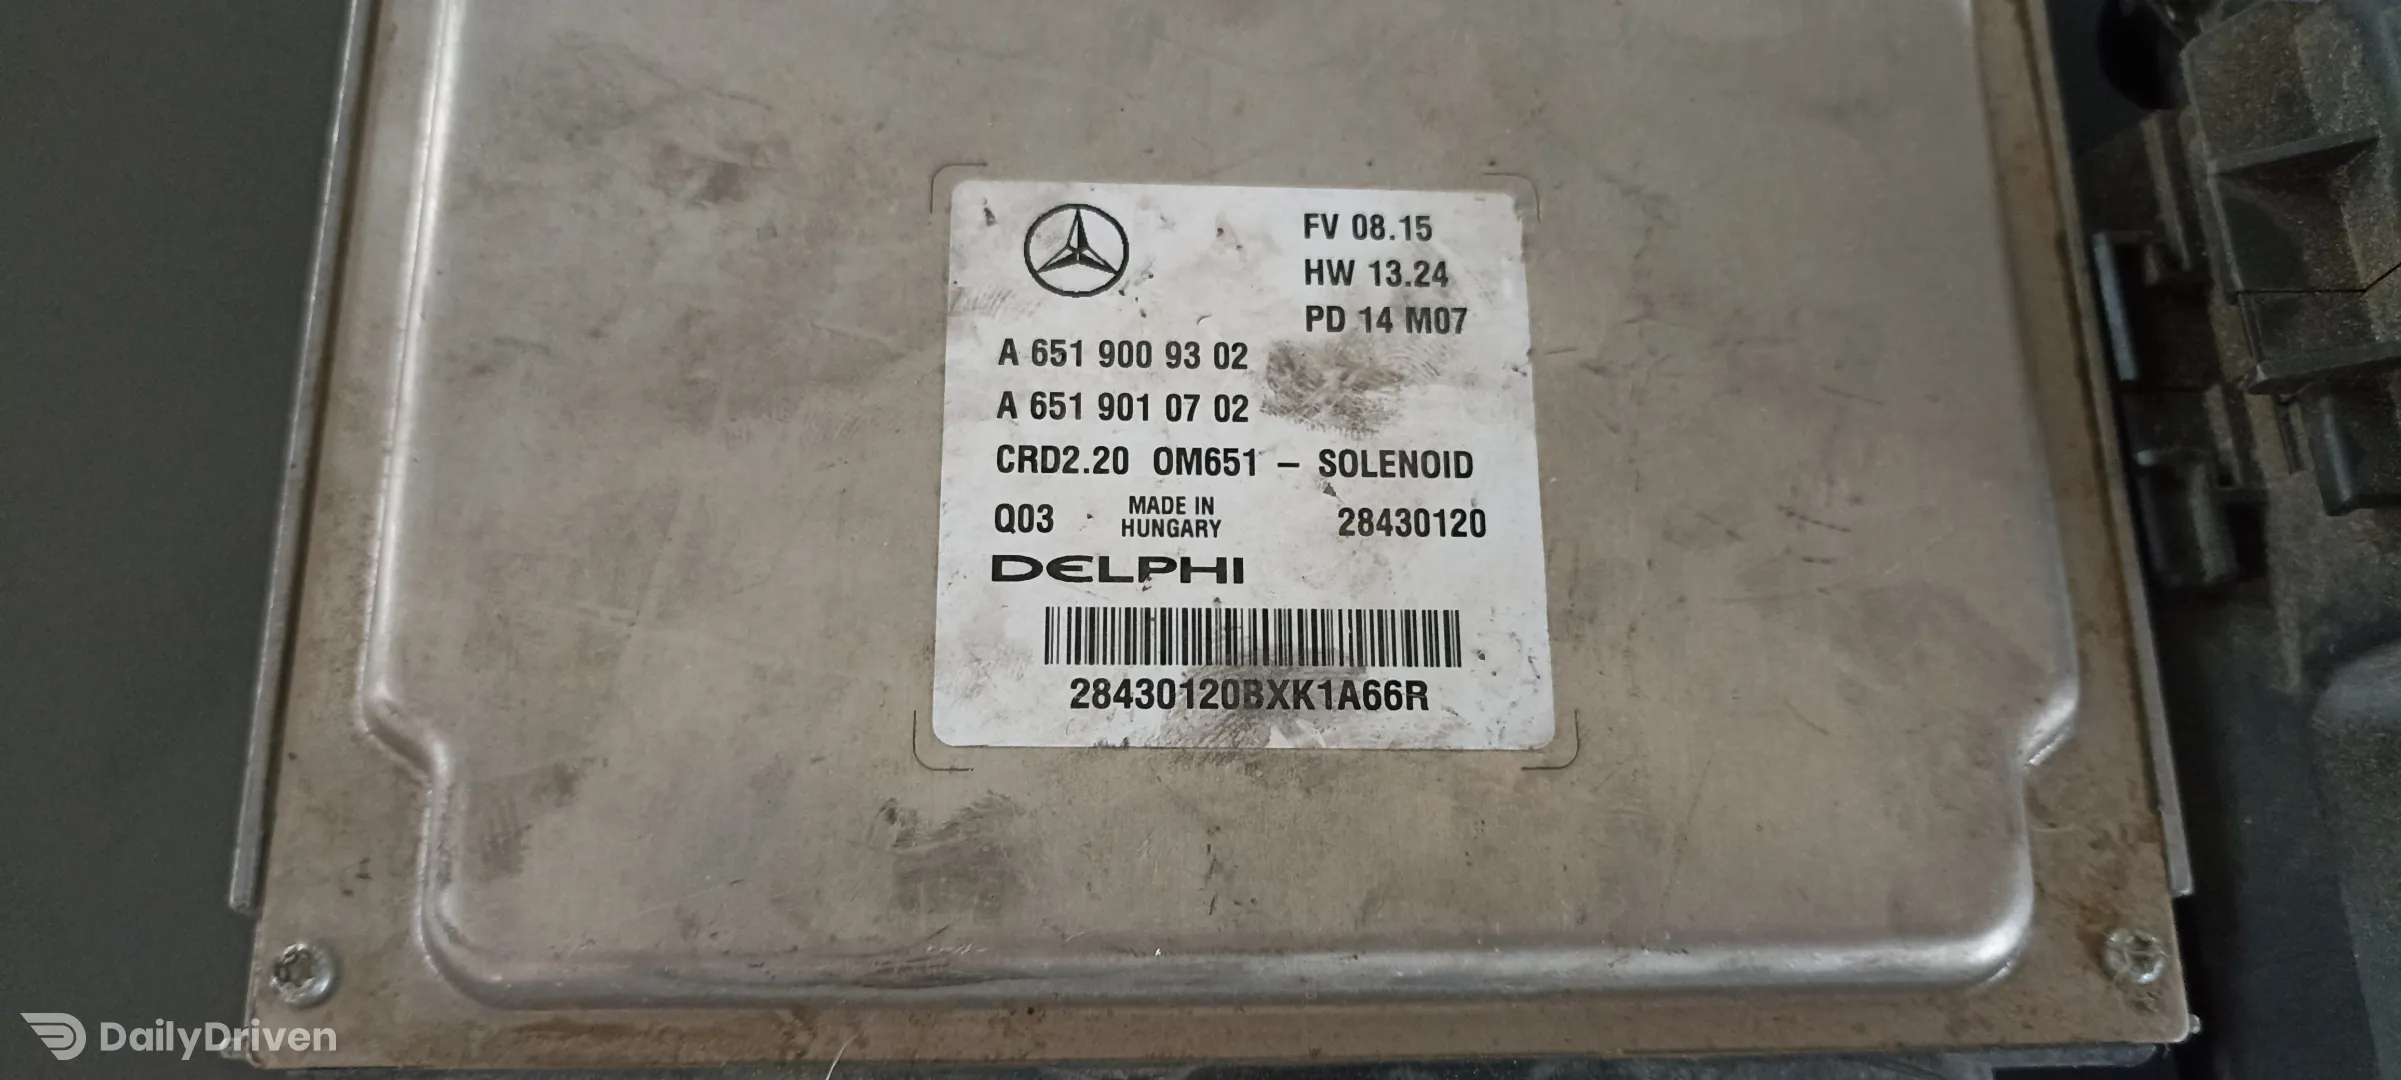 FV 08.15
HW 13.24
PD 14 M07
A 651 900 93 02
A 651 901 07 02
CRD2.20 OM651 – SOLENOID
Q03 MADE IN HUNGARY 28430120
DELPHI
28430120BXK1A66R
DailyDriven